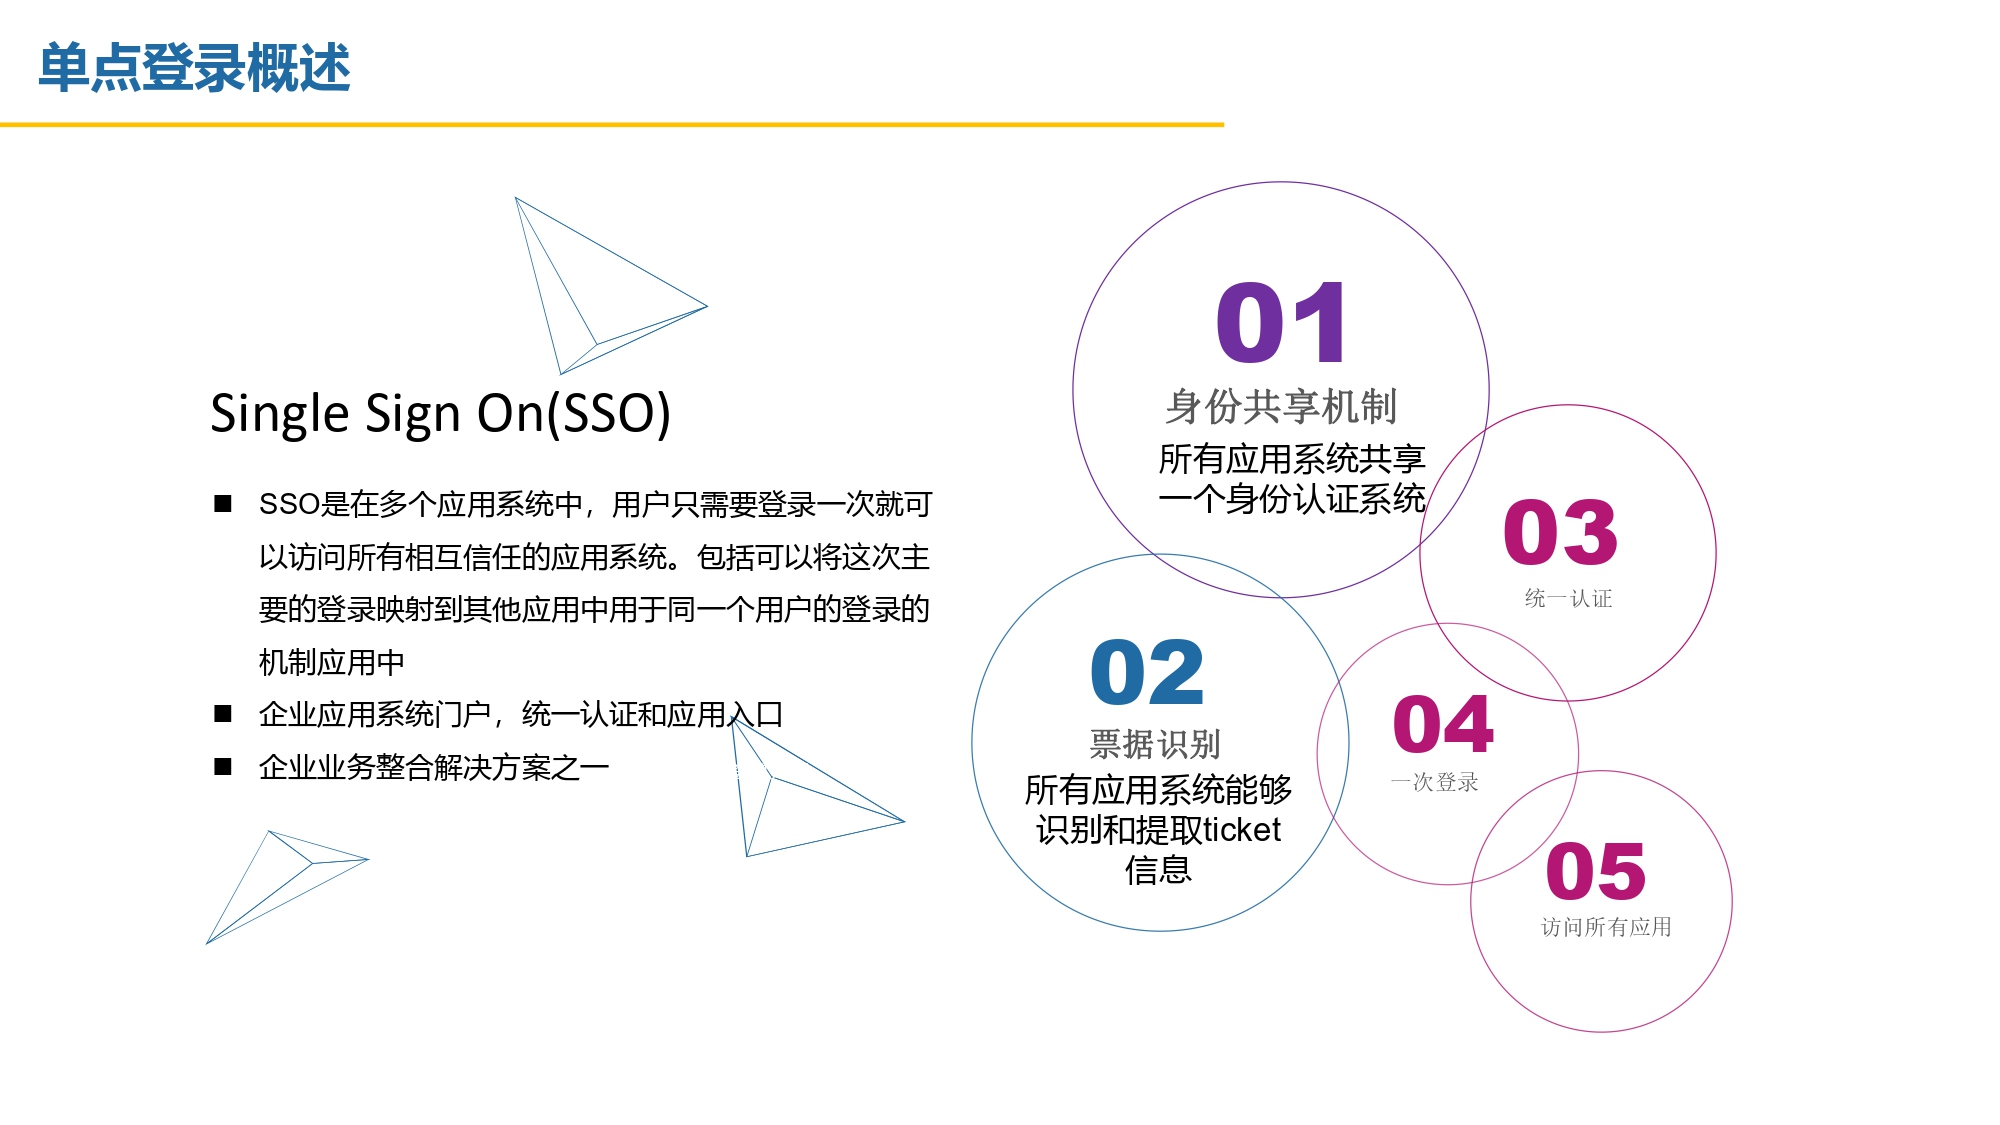 单点登录概述
Single Sign On(SSO)
■ SSO是在多个应用系统中，用户只需要登录一次就可
以访问所有相互信任的应用系统。包括可以将这次主
要的登录映射到其他应用中用于同一个用户的登录的
机制应用中
■ 企业应用系统门户，统一认证和应用入口
■ 企业业务整合解决方案之一
01
身份共享机制
所有应用系统共享
一个身份认证系统
02
票据识别
所有应用系统能够
识别和提取ticket
信息
03
统一认证
04
一次登录
05
访问所有应用